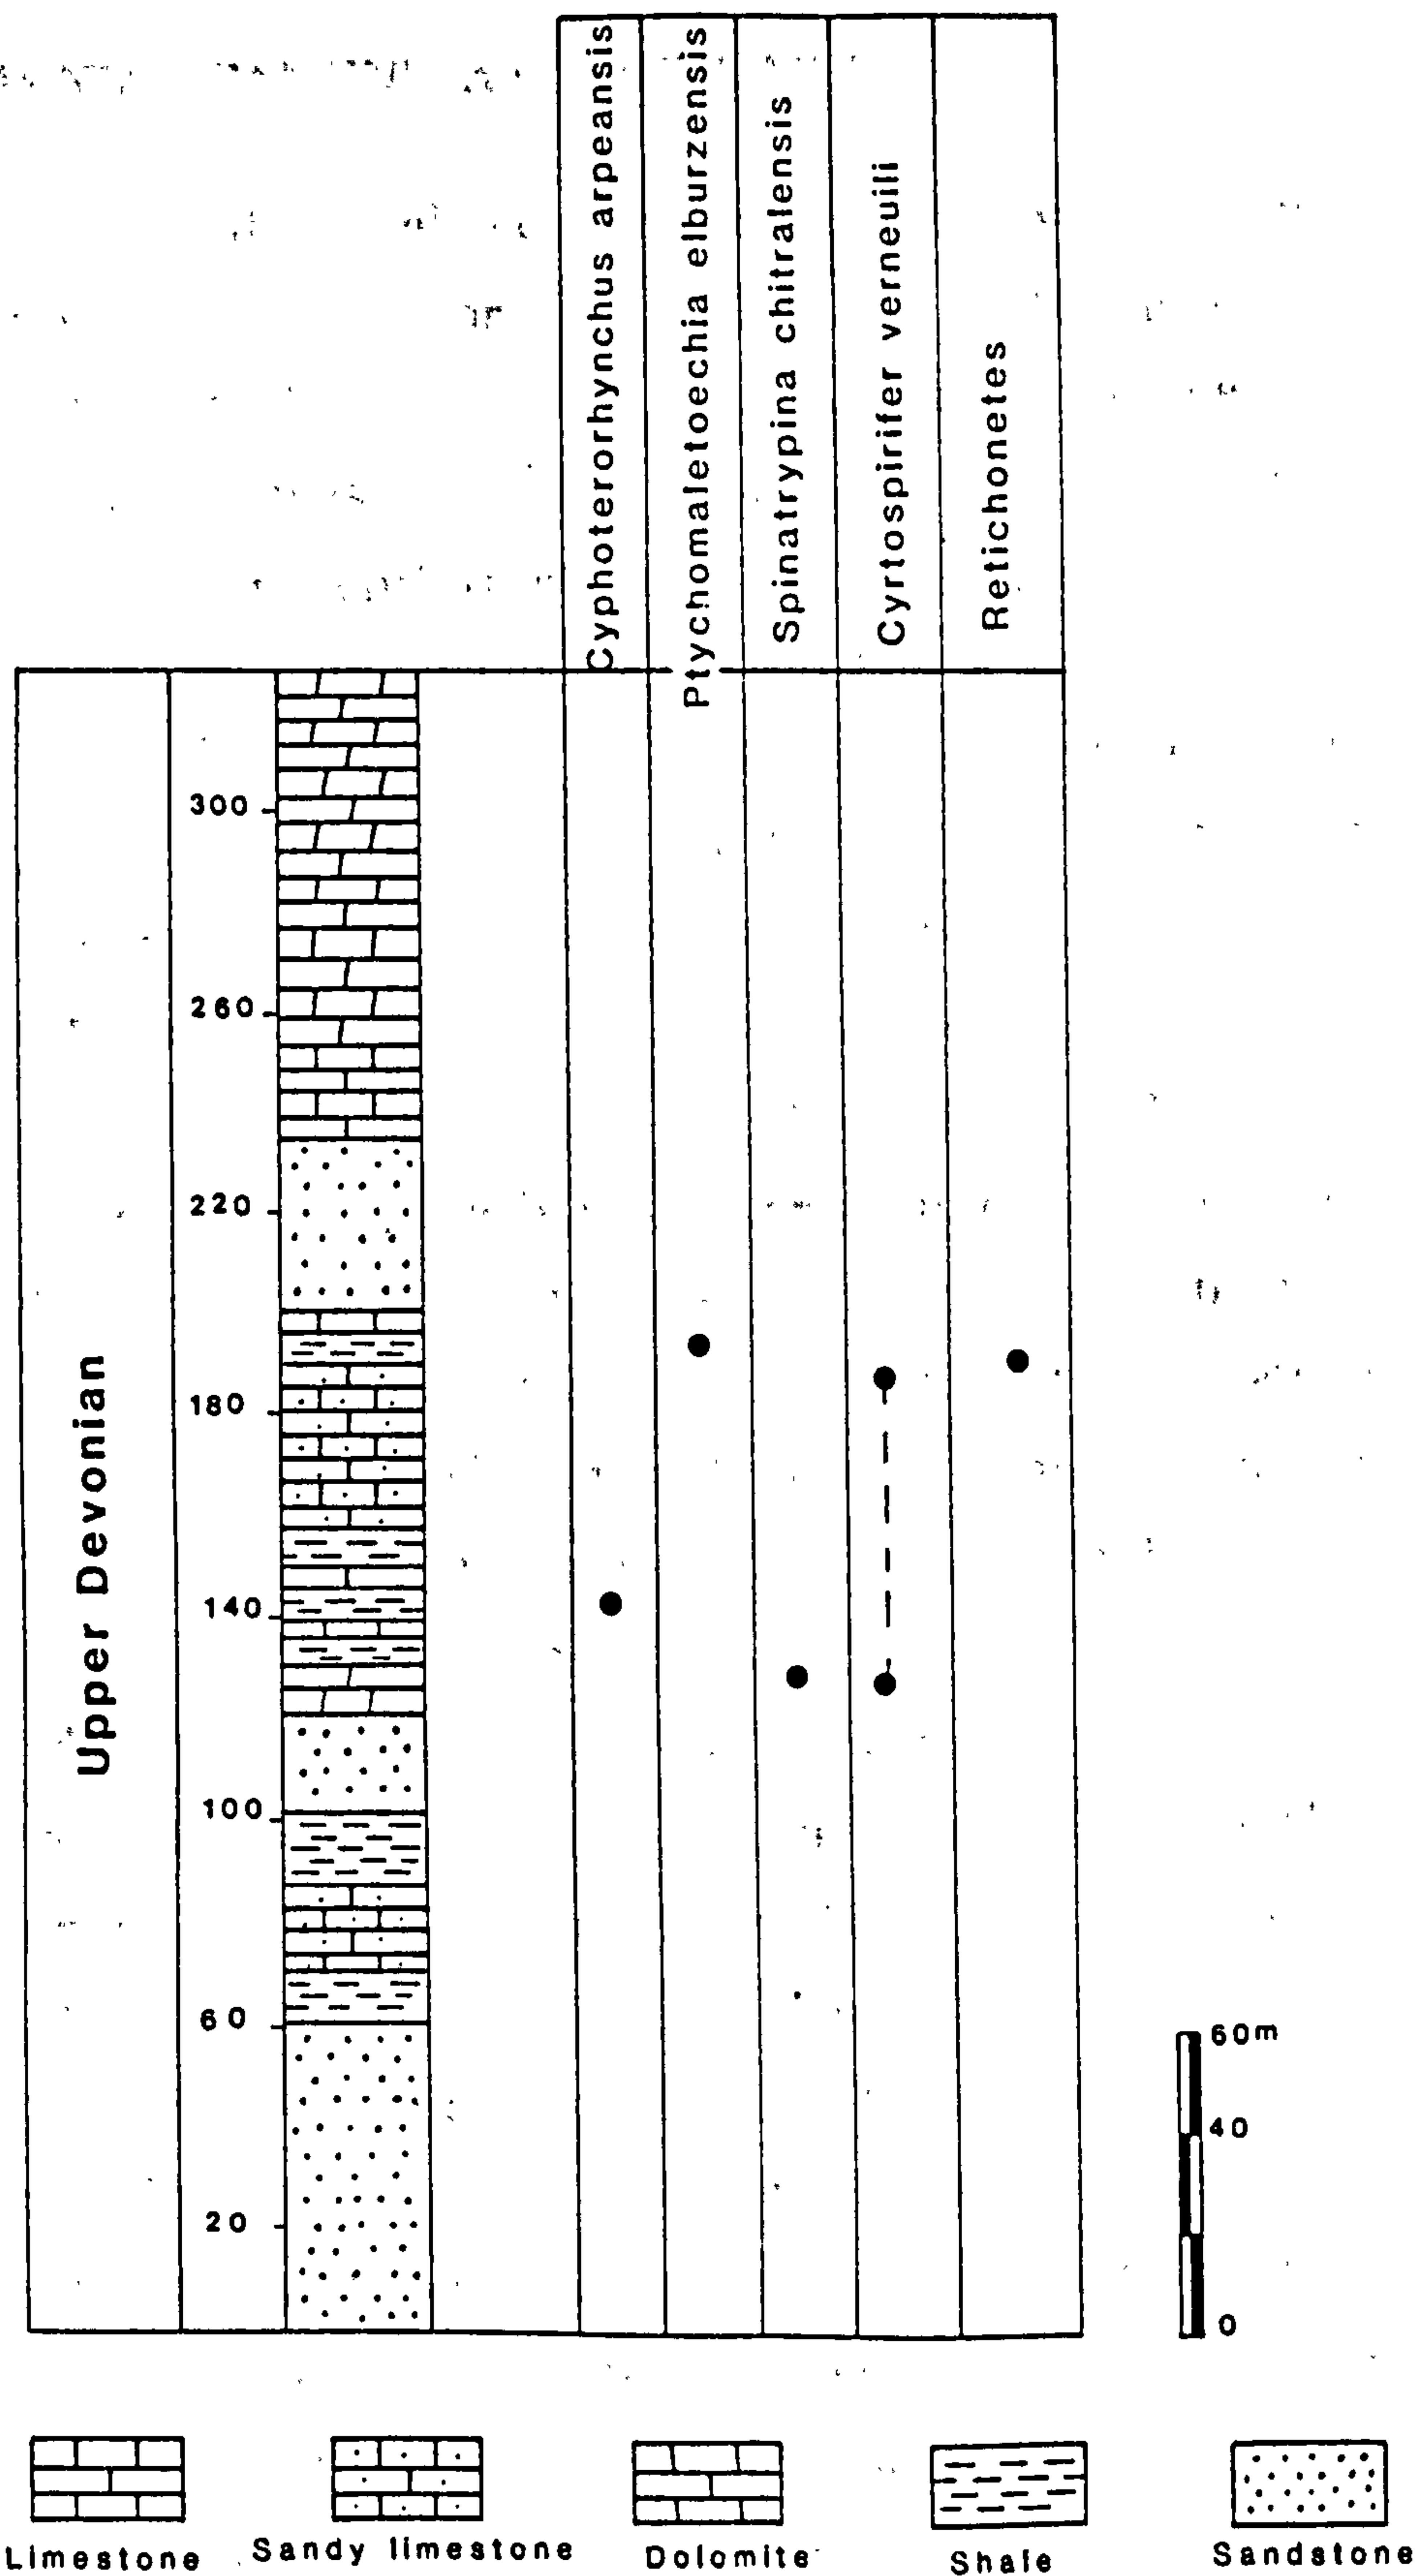 Cyphoterorhynchus arpeansis
Ptychomaletoechia elburzensis
Spinatrypina chitralensis
Cyrtospirifer verneuili
Retichonetes
Upper Devonian
300
260
220
180
140
100
60
20
60m
40
0
Limestone
Sandy limestone
Dolomite
Shale
Sandstone